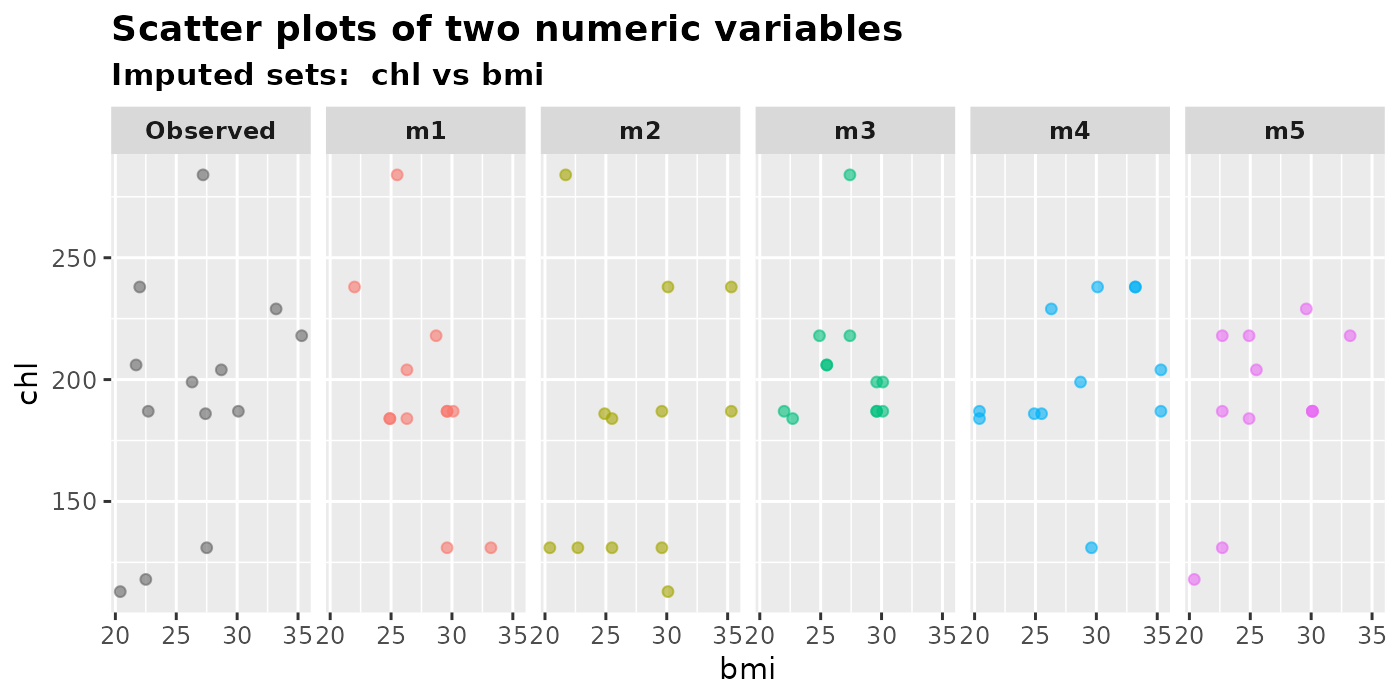 Scatter plots of two numeric variables
Imputed sets:  chl vs bmi
Observed m1 m2 m3 m4 m5
250
200
150
chl
20 25 30 35 20 25 30 35 20 25 30 35 20 25 30 35 20 25 30 35 20 25 30 35
bmi